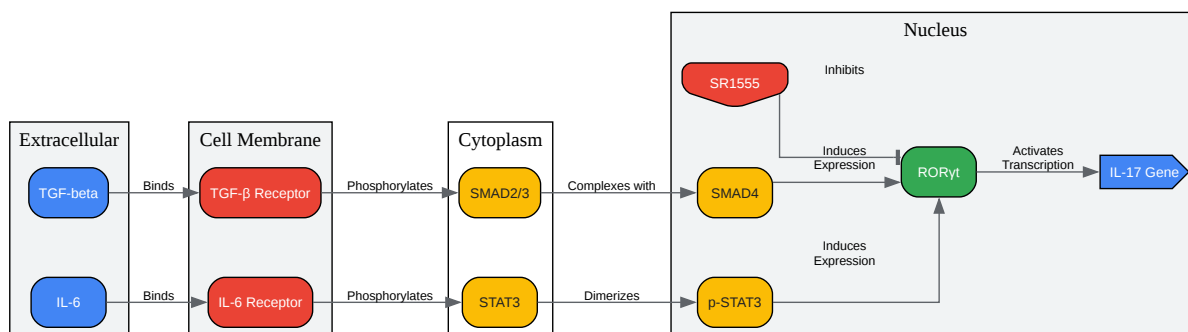 Nucleus
SR1555
Inhibits
Extracellular
Cell Membrane
Cytoplasm
TGF-beta
Binds
TGF-β Receptor
Phosphorylates
SMAD2/3
Complexes with
SMAD4
Induces
Expression
RORγt
Activates
Transcription
IL-17 Gene
IL-6
Binds
IL-6 Receptor
Phosphorylates
STAT3
Dimerizes
p-STAT3
Induces
Expression